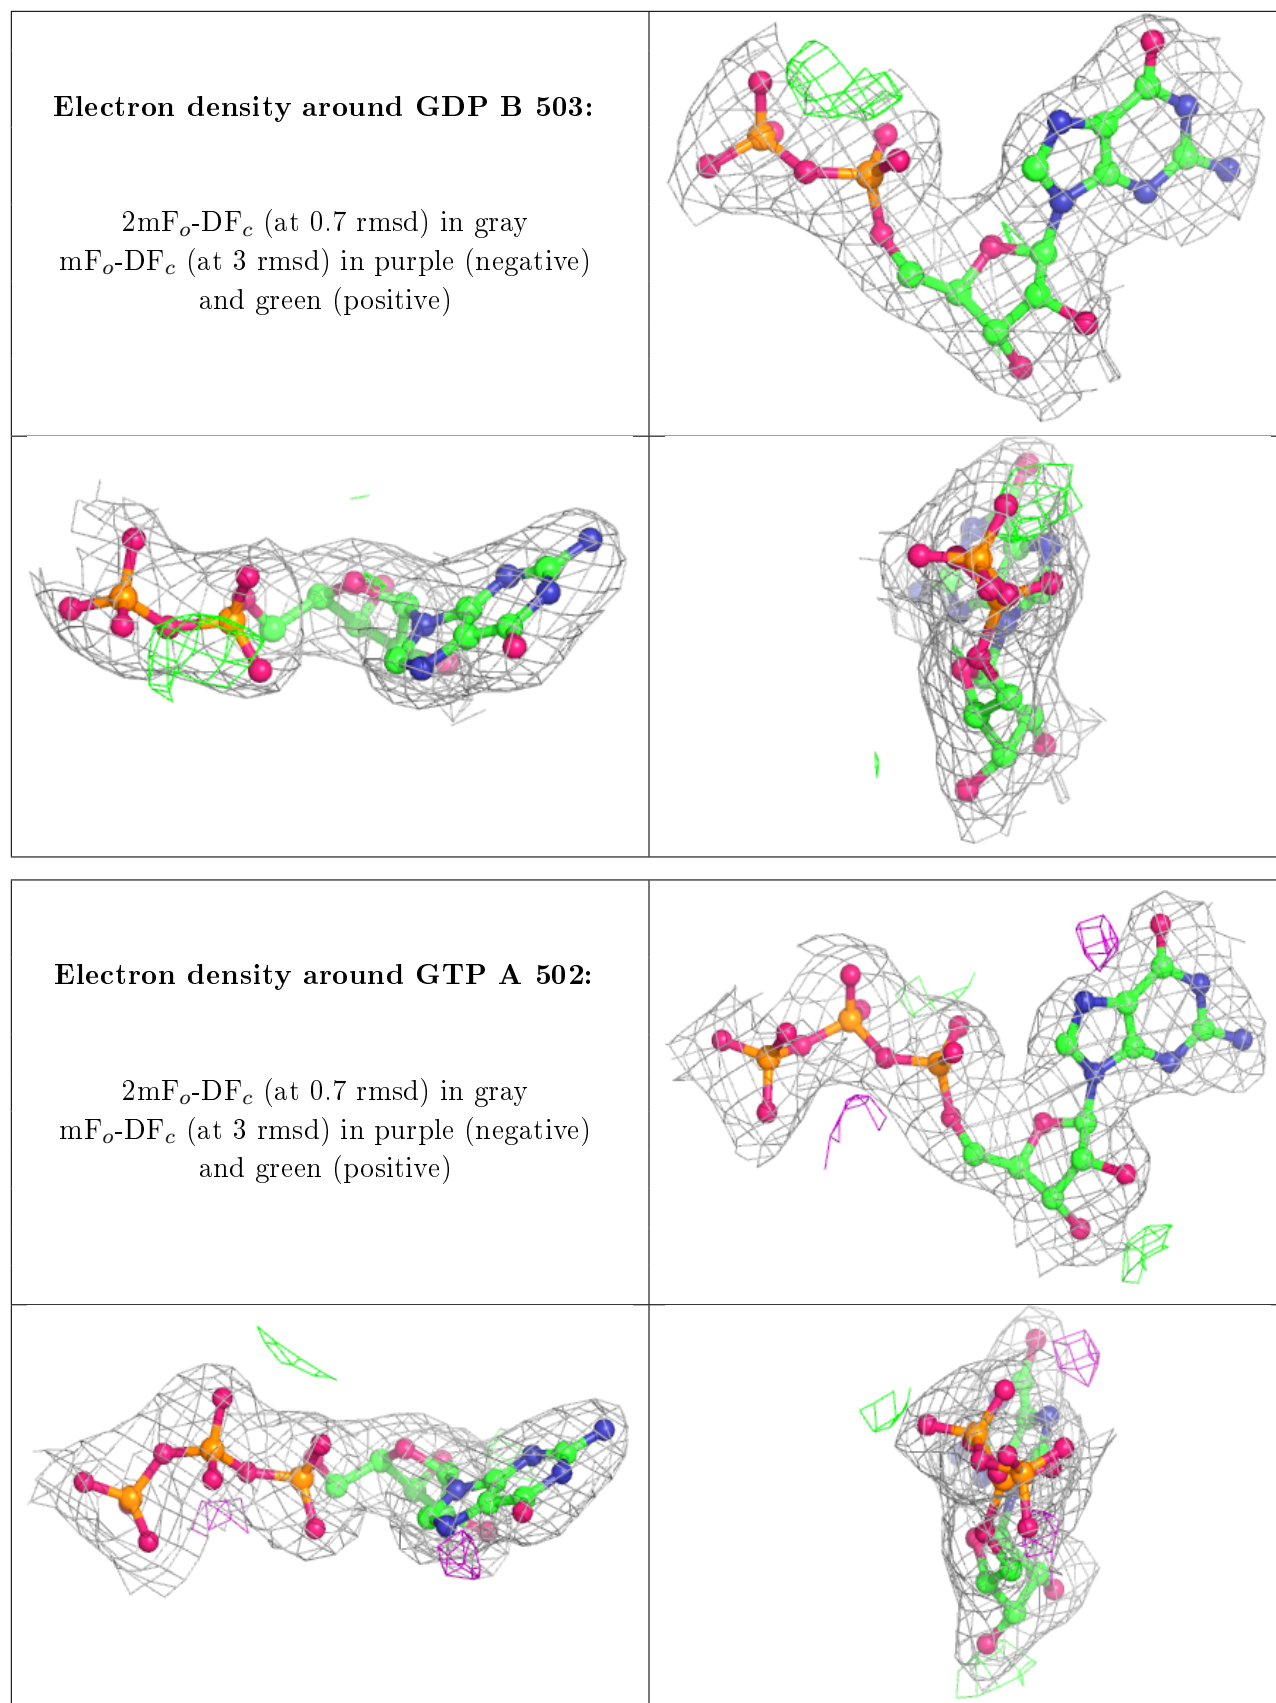 Electron density around GDP B 503:
2mFₒ-DF𝒸 (at 0.7 rmsd) in gray
mFₒ-DF𝒸 (at 3 rmsd) in purple (negative)
and green (positive)
Electron density around GTP A 502:
2mFₒ-DF𝒸 (at 0.7 rmsd) in gray
mFₒ-DF𝒸 (at 3 rmsd) in purple (negative)
and green (positive)